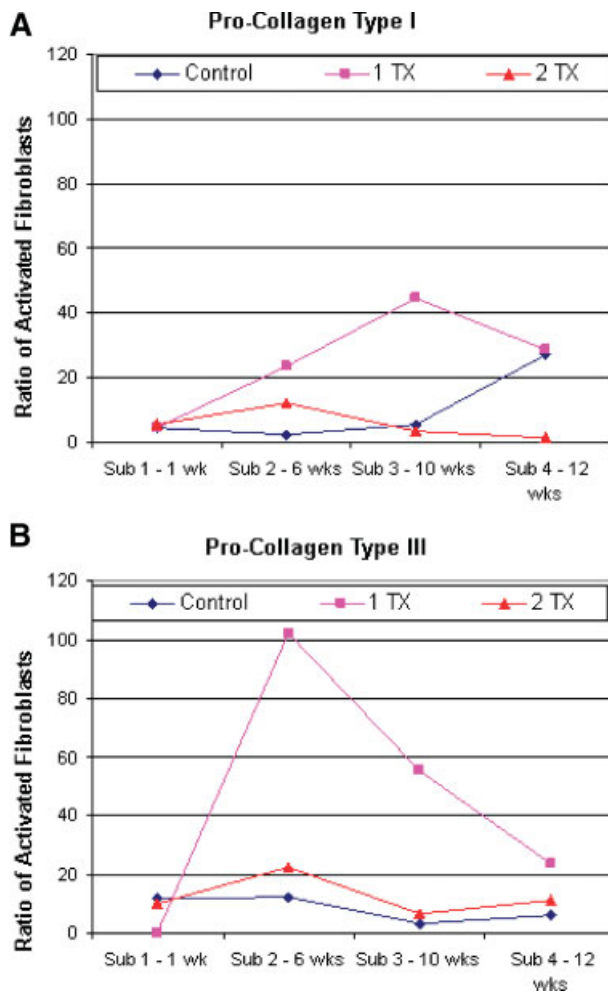 A
Pro-Collagen Type I
Ratio of Activated Fibroblasts
120
100
80
60
40
20
0
Control 1 TX 2 TX
Sub 1 - 1 wk Sub 2 - 6 wks Sub 3 - 10 wks Sub 4 - 12
wks
B
Pro-Collagen Type III
Ratio of Activated Fibroblasts
120
100
80
60
40
20
0
Control 1 TX 2 TX
Sub 1 - 1 wk Sub 2 - 6 wks Sub 3 - 10 wks Sub 4 - 12
wks